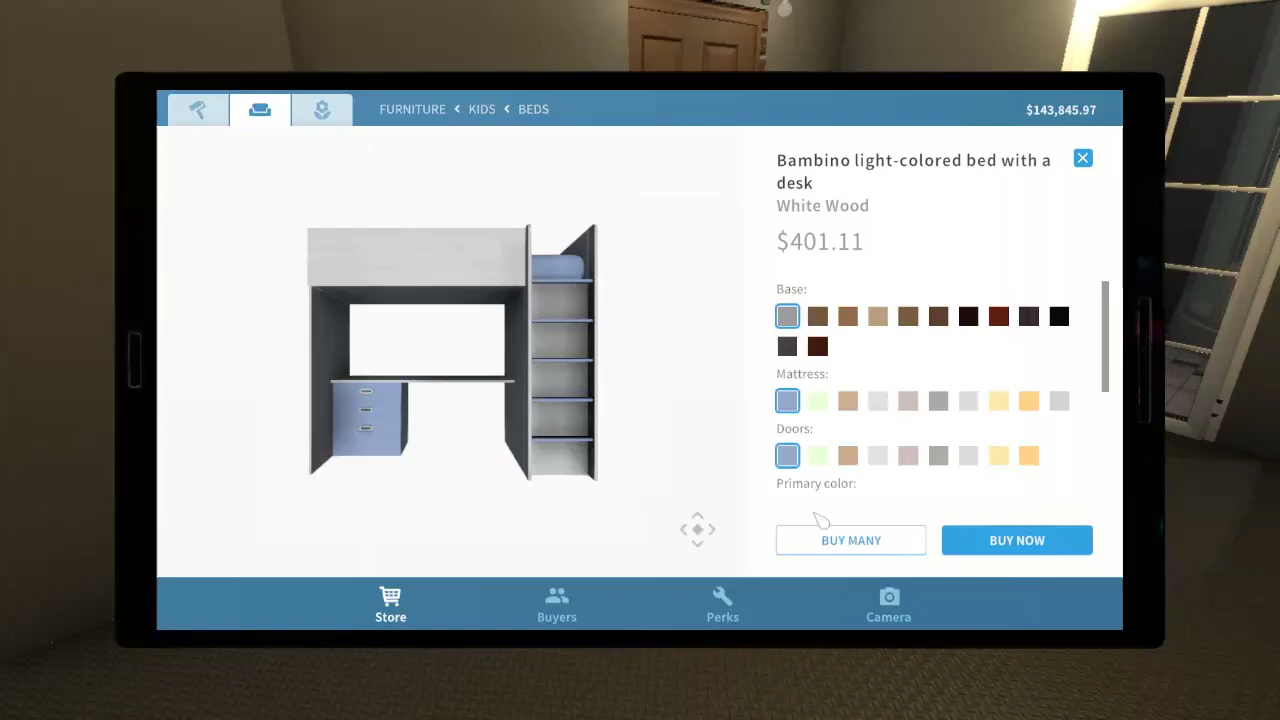 FURNITURE < KIDS < BEDS
$143,845.97
Bambino light-colored bed with a
desk
White Wood
$401.11
Base:
Mattress:
Doors:
Primary color:
BUY MANY
BUY NOW
Store
Buyers
Perks
Camera